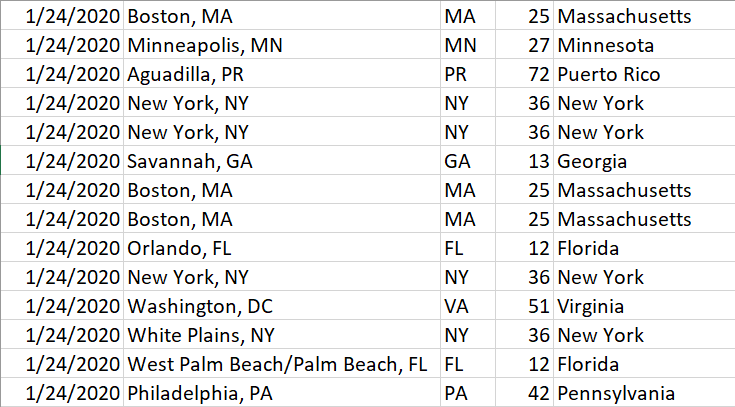 1/24/2020 Boston, MA MA 25 Massachusetts
1/24/2020 Minneapolis, MN MN 27 Minnesota
1/24/2020 Aguadilla, PR PR 72 Puerto Rico
1/24/2020 New York, NY NY 36 New York
1/24/2020 New York, NY NY 36 New York
1/24/2020 Savannah, GA GA 13 Georgia
1/24/2020 Boston, MA MA 25 Massachusetts
1/24/2020 Boston, MA MA 25 Massachusetts
1/24/2020 Orlando, FL FL 12 Florida
1/24/2020 New York, NY NY 36 New York
1/24/2020 Washington, DC VA 51 Virginia
1/24/2020 White Plains, NY NY 36 New York
1/24/2020 West Palm Beach/Palm Beach, FL FL 12 Florida
1/24/2020 Philadelphia, PA PA 42 Pennsylvania